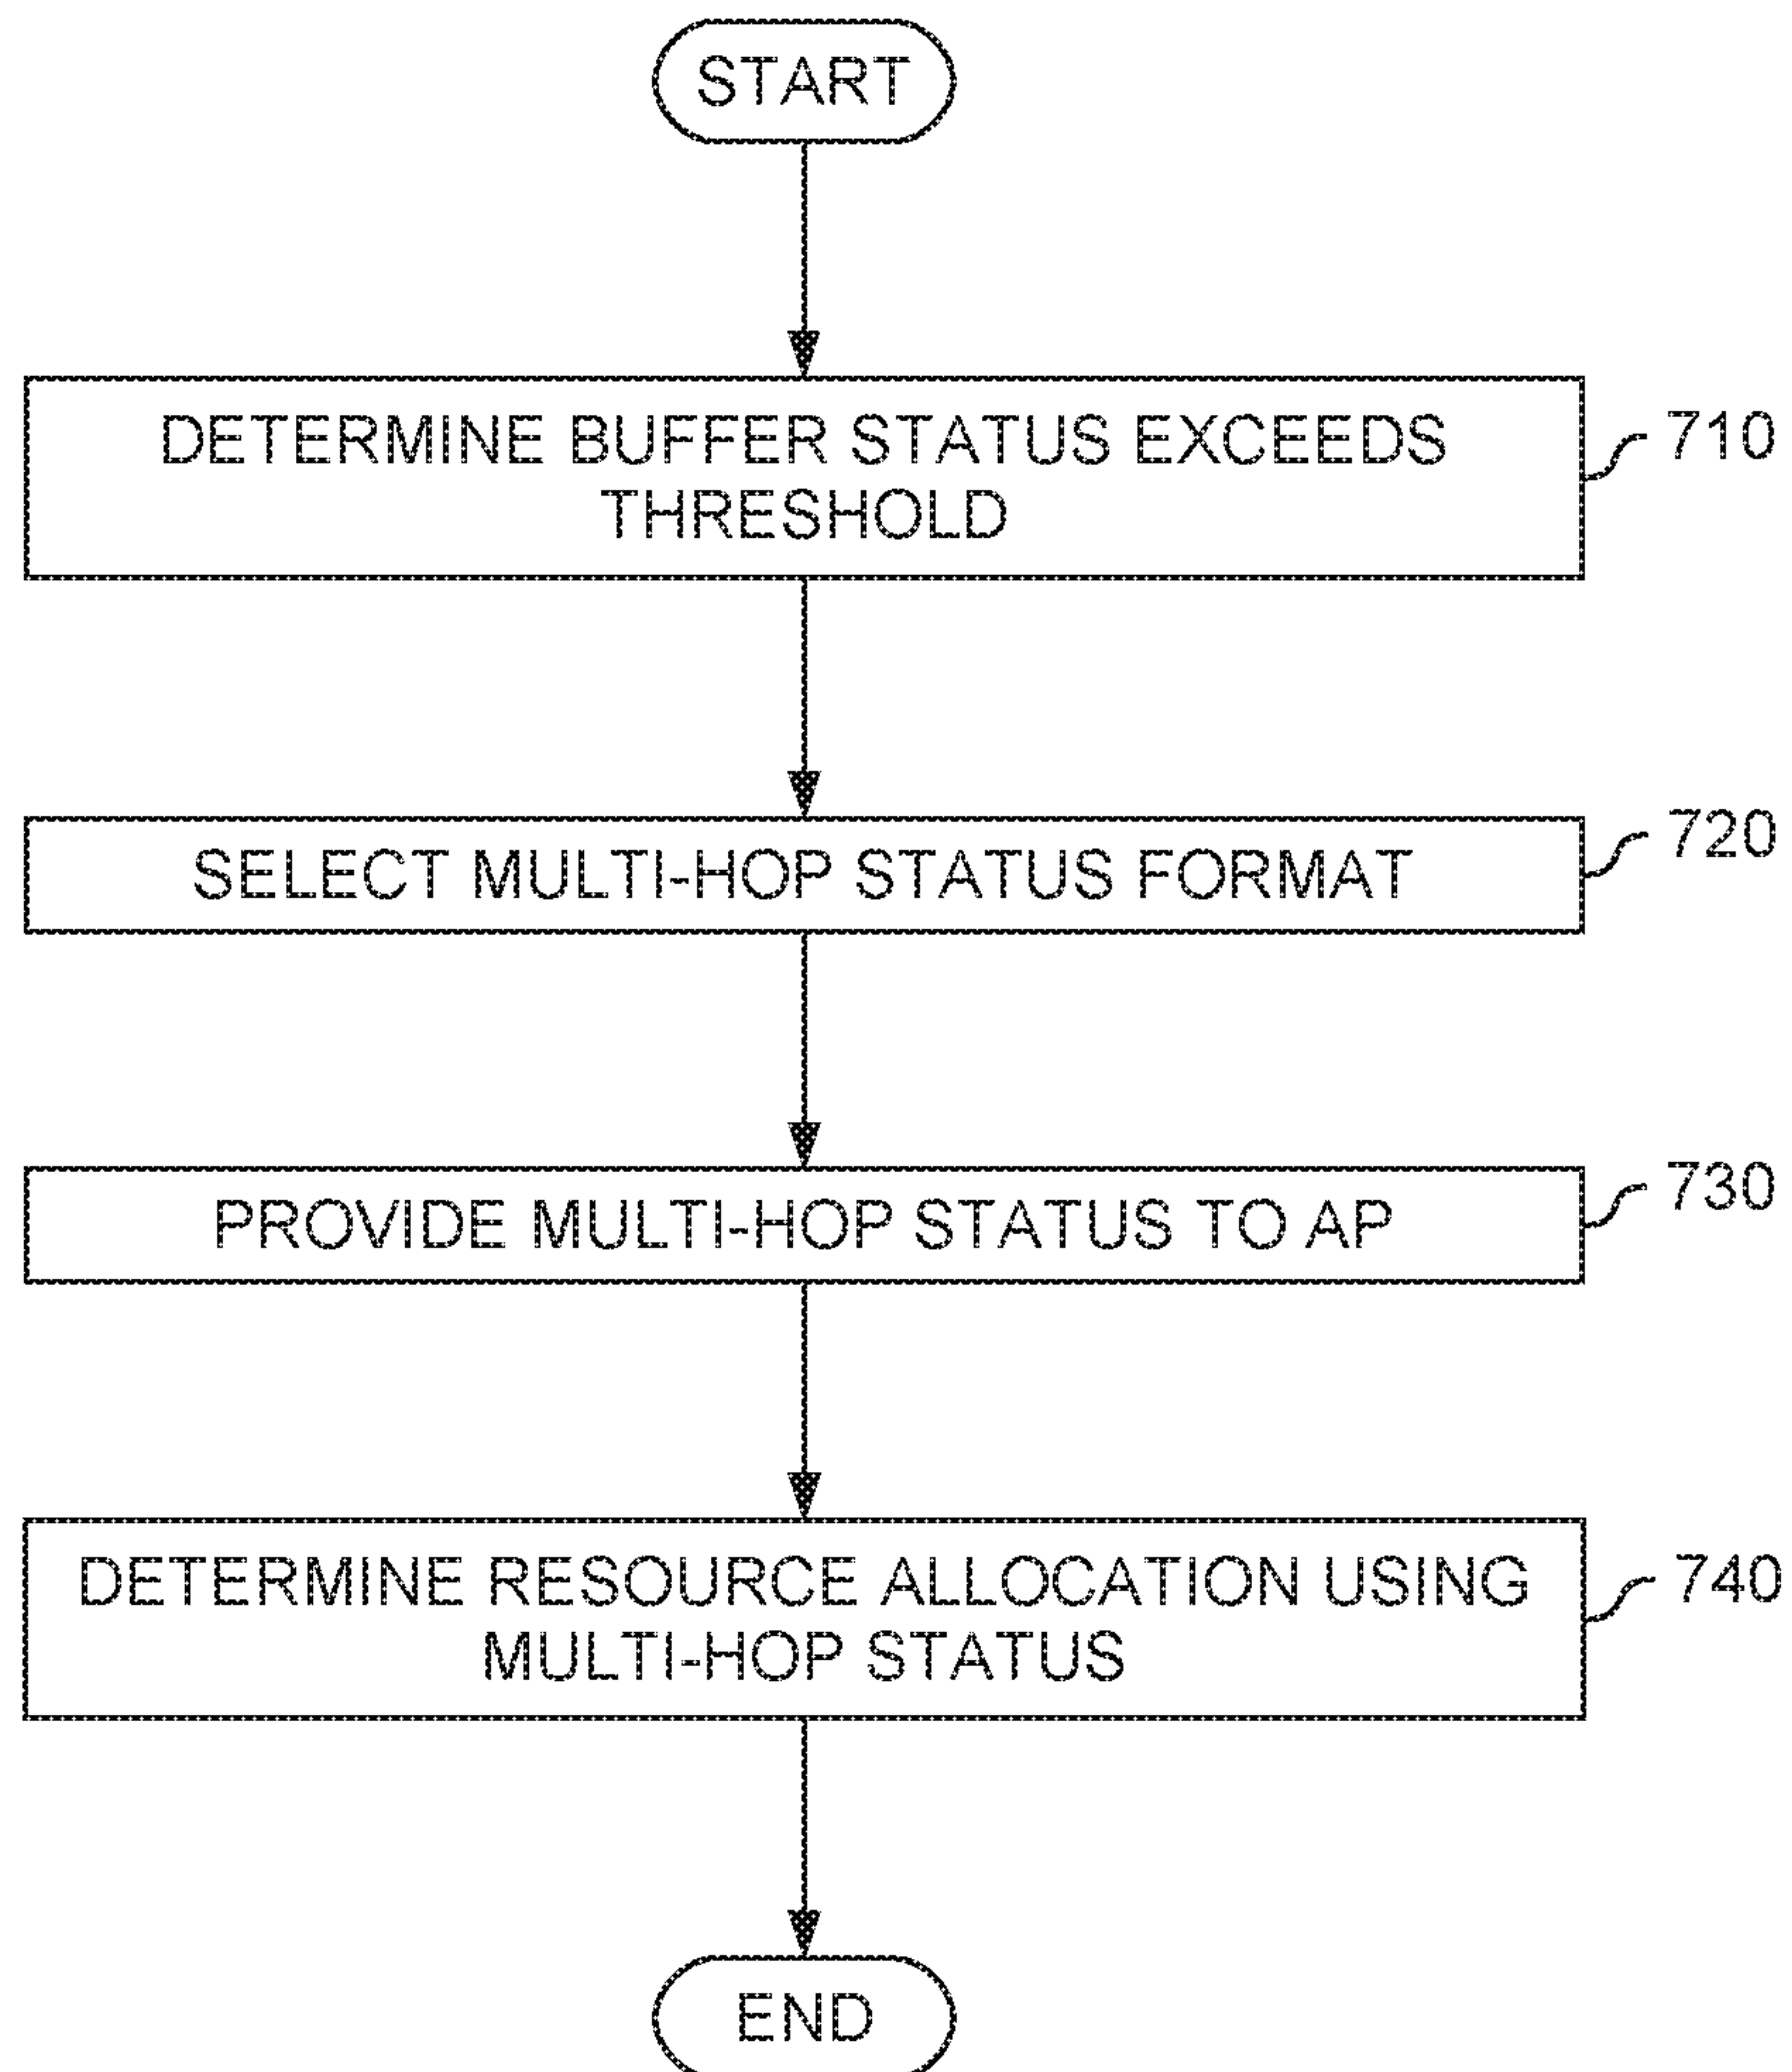 START
DETERMINE BUFFER STATUS EXCEEDS
THRESHOLD
710
SELECT MULTI-HOP STATUS FORMAT
720
PROVIDE MULTI-HOP STATUS TO AP
730
DETERMINE RESOURCE ALLOCATION USING
MULTI-HOP STATUS
740
END